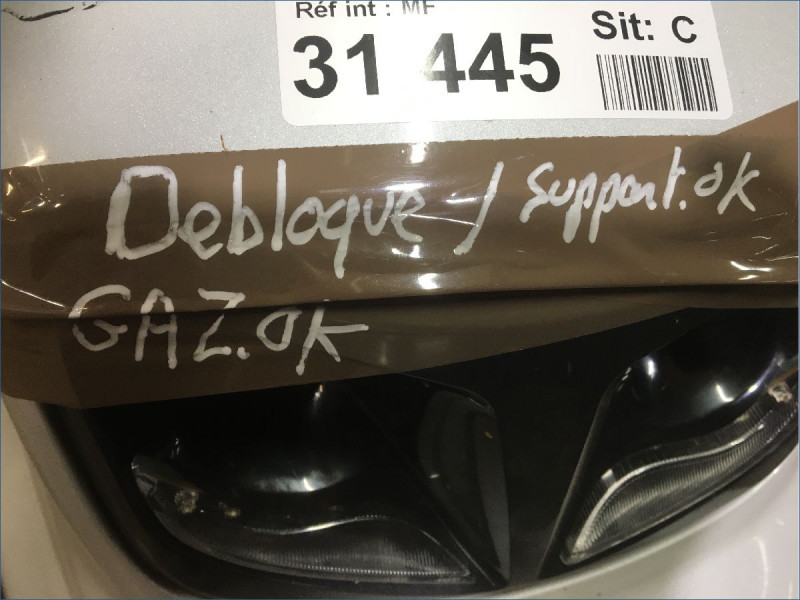 Réf int : MF
31 445
Sit: C
Debloque / Support.ok
GAZ.ok